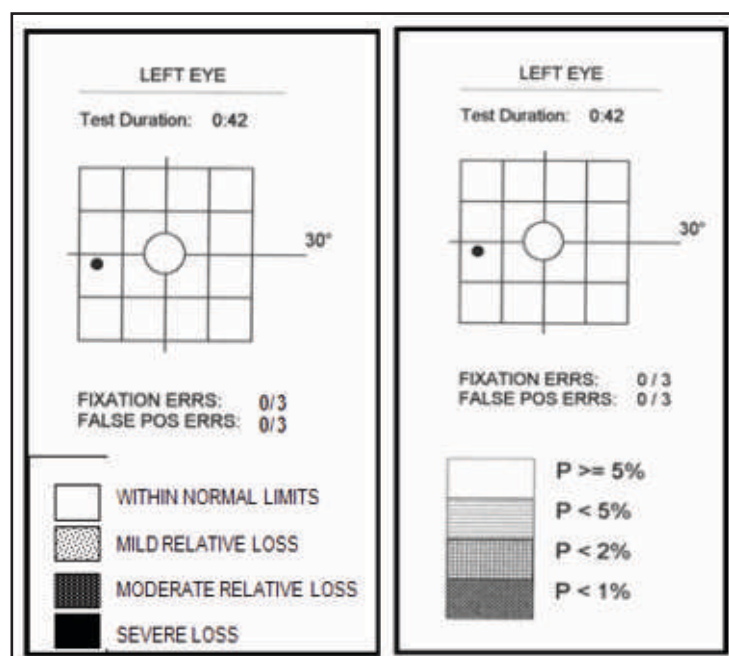 LEFT EYE
Test Duration: 0:42
30°
FIXATION ERRS: 0/3
FALSE POS ERRS: 0/3
WITHIN NORMAL LIMITS
MILD RELATIVE LOSS
MODERATE RELATIVE LOSS
SEVERE LOSS
LEFT EYE
Test Duration: 0:42
30°
FIXATION ERRS: 0 / 3
FALSE POS ERRS: 0 / 3
P >= 5%
P < 5%
P < 2%
P < 1%